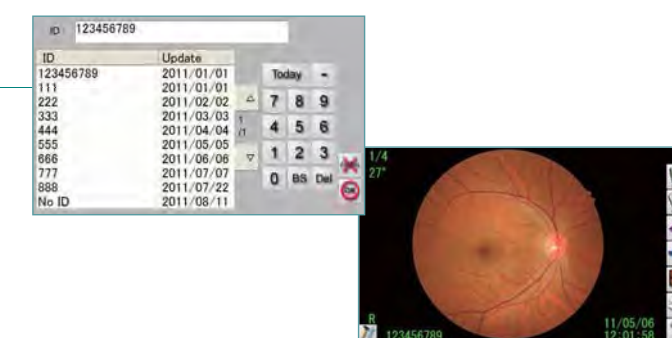 ID 123456789
ID Update
123456789 2011/01/01
111 2011/01/01
222 2011/02/02
333 2011/03/03
444 2011/04/04
555 2011/05/05
666 2011/06/06
777 2011/07/07
888 2011/07/22
No ID 2011/08/11
1
/1
Today -
7 8 9
4 5 6
1 2 3
0 BS Del
OK
1/4
27°
R
123456789
11/05/06
12:01:58